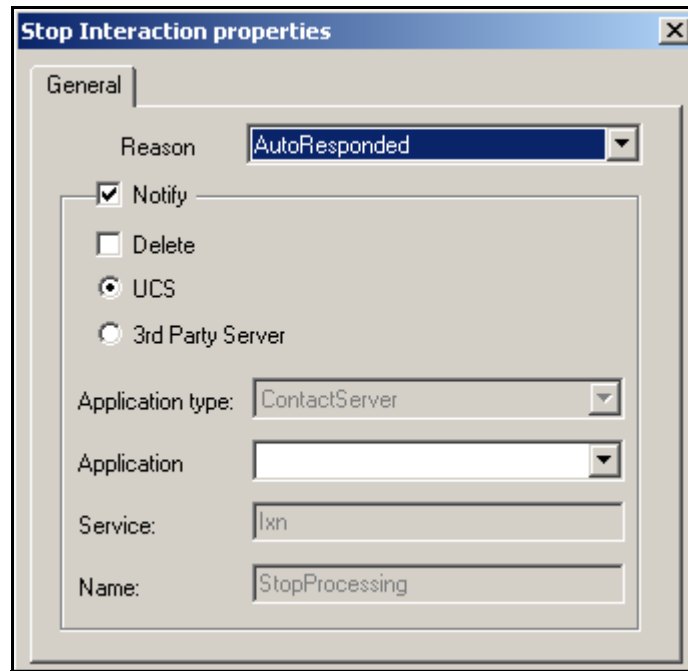 Stop Interaction properties
General
Reason AutoResponded
Notify
Delete
UCS
3rd Party Server
Application type: ContactServer
Application
Service: Ixn
Name: StopProcessing